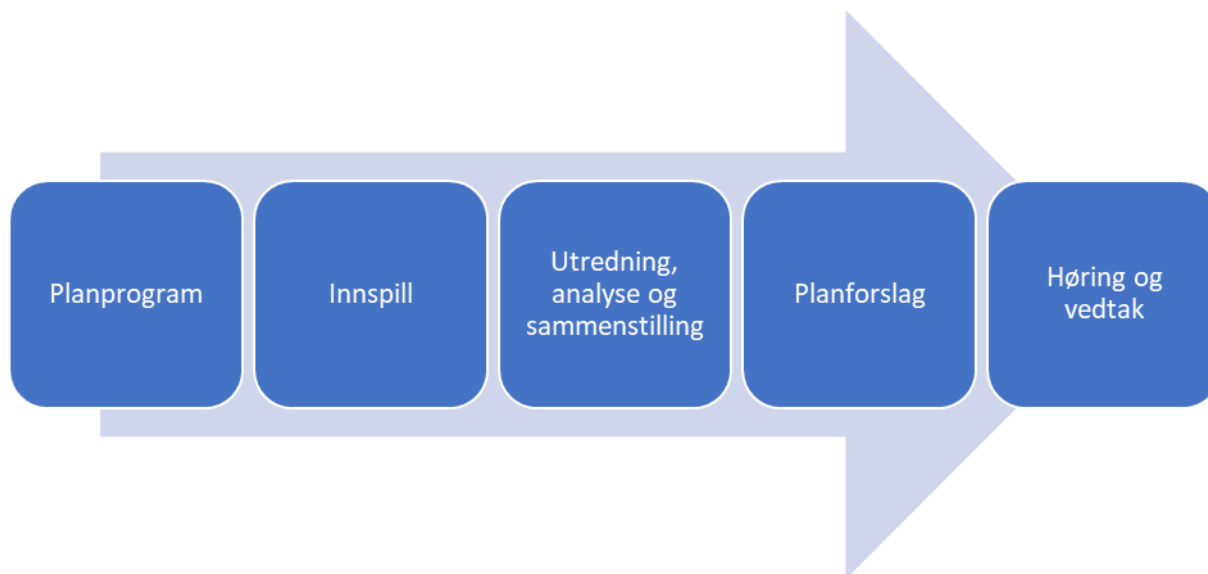 Planprogram
Innspill
Utredning,
analyse og
sammenstilling
Planforslag
Høring og
vedtak